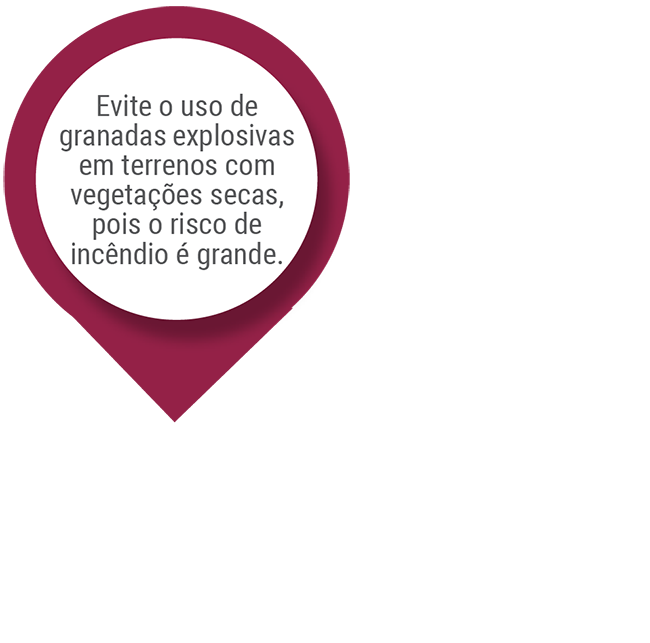 Evite o uso de
granadas explosivas
em terrenos com
vegetações secas,
pois o risco de
incêndio é grande.